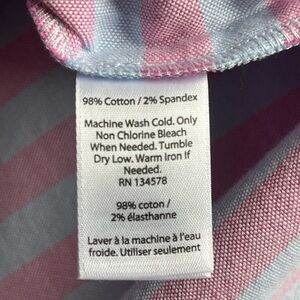 98% Cotton / 2% Spandex
Machine Wash Cold. Only
Non Chlorine Bleach
When Needed. Tumble
Dry Low. Warm Iron If
Needed.
RN 134578
98% coton /
2% élasthanne
Laver à la machine à l'eau
froide. Utiliser seulement